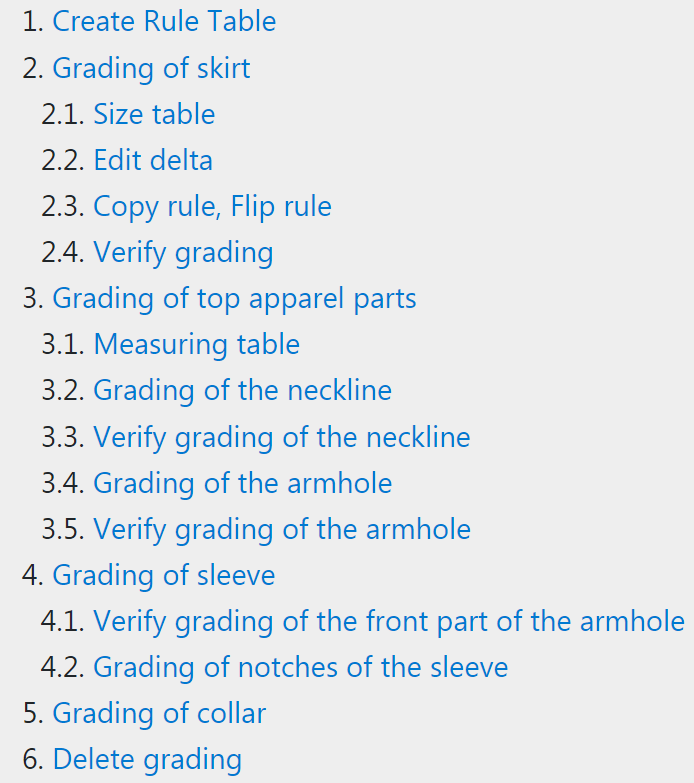 1. Create Rule Table
2. Grading of skirt
2.1. Size table
2.2. Edit delta
2.3. Copy rule, Flip rule
2.4. Verify grading
3. Grading of top apparel parts
3.1. Measuring table
3.2. Grading of the neckline
3.3. Verify grading of the neckline
3.4. Grading of the armhole
3.5. Verify grading of the armhole
4. Grading of sleeve
4.1. Verify grading of the front part of the armhole
4.2. Grading of notches of the sleeve
5. Grading of collar
6. Delete grading